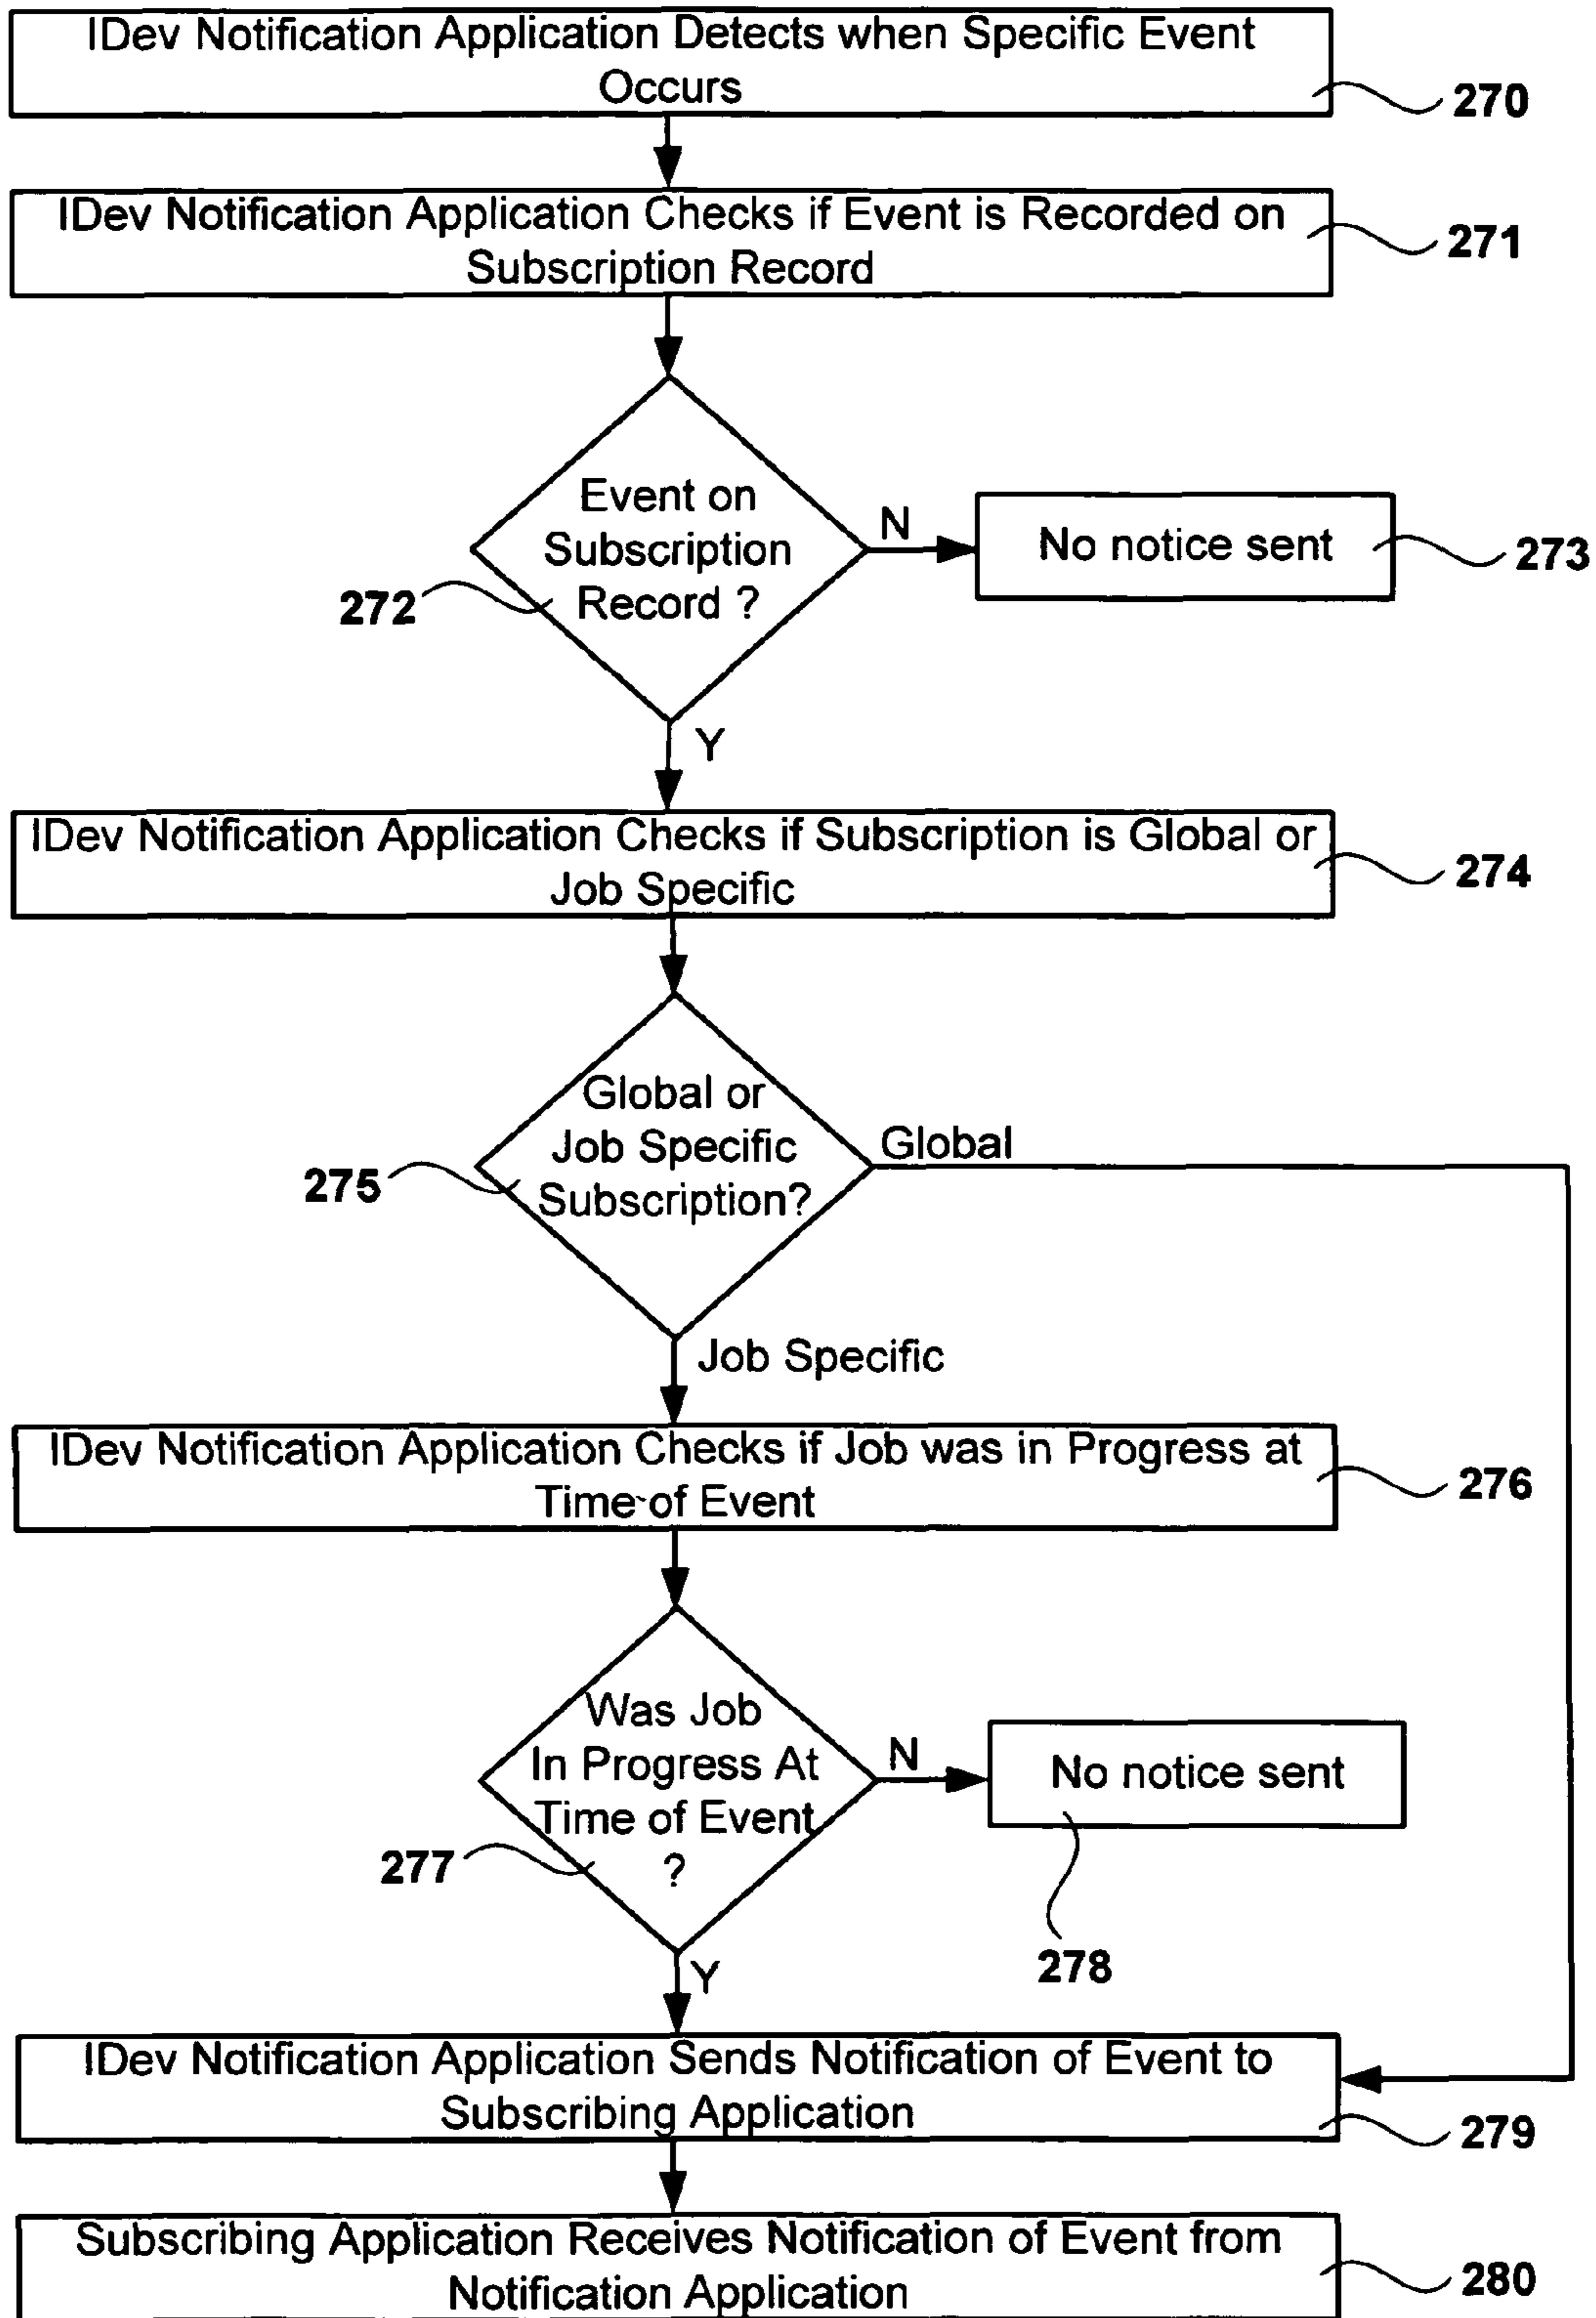 IDev Notification Application Detects when Specific Event
Occurs
270
IDev Notification Application Checks if Event is Recorded on
Subscription Record
271
Event on
Subscription
Record ?
272
N
No notice sent
273
Y
IDev Notification Application Checks if Subscription is Global or
Job Specific
274
Global or
Job Specific
Subscription?
275
Global
Job Specific
IDev Notification Application Checks if Job was in Progress at
Time of Event
276
Was Job
In Progress At
Time of Event
?
277
N
No notice sent
278
Y
IDev Notification Application Sends Notification of Event to
Subscribing Application
279
Subscribing Application Receives Notification of Event from
Notification Application
280